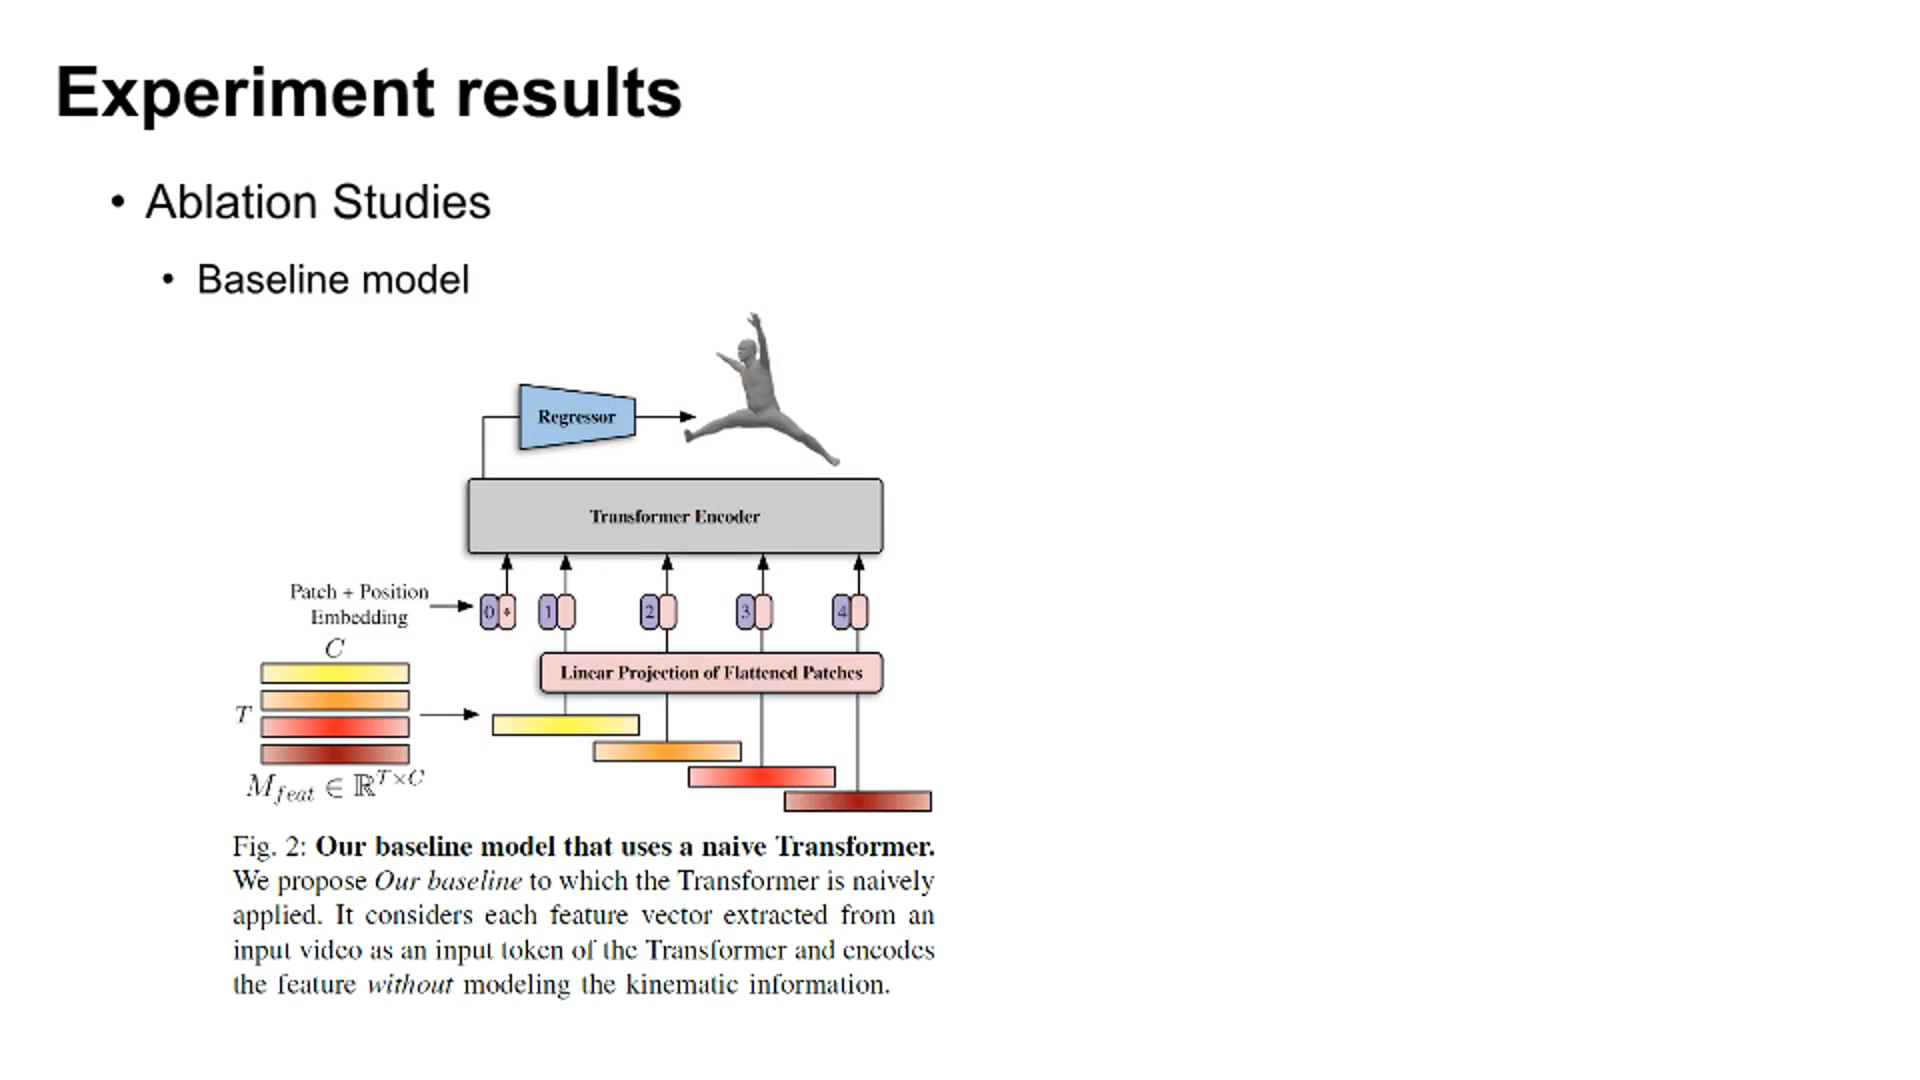 Experiment results
• Ablation Studies
• Baseline model
Regressor
Transformer Encoder
Patch + Position
Embedding
0 * 1 2 3 4
C
Linear Projection of Flattened Patches
T
M_{feat} ∈ ℝ^{T×C}
Fig. 2: Our baseline model that uses a naive Transformer.
We propose Our baseline to which the Transformer is naively
applied. It considers each feature vector extracted from an
input video as an input token of the Transformer and encodes
the feature without modeling the kinematic information.